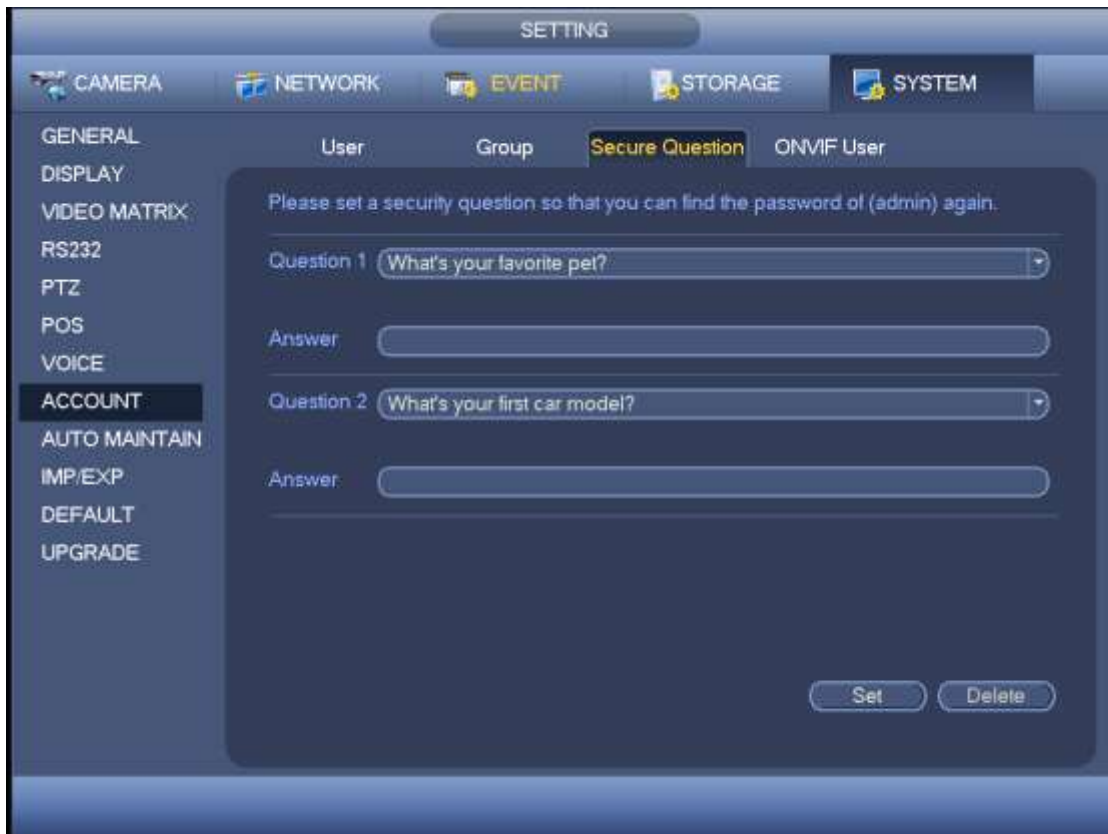 SETTING
CAMERA NETWORK EVENT STORAGE SYSTEM
GENERAL
DISPLAY
VIDEO MATRIX
RS232
PTZ
POS
VOICE
ACCOUNT
AUTO MAINTAIN
IMP/EXP
DEFAULT
UPGRADE
User Group Secure Question ONVIF User
Please set a security question so that you can find the password of (admin) again.
Question 1 What's your favorite pet?
Answer
Question 2 What's your first car model?
Answer
Set Delete